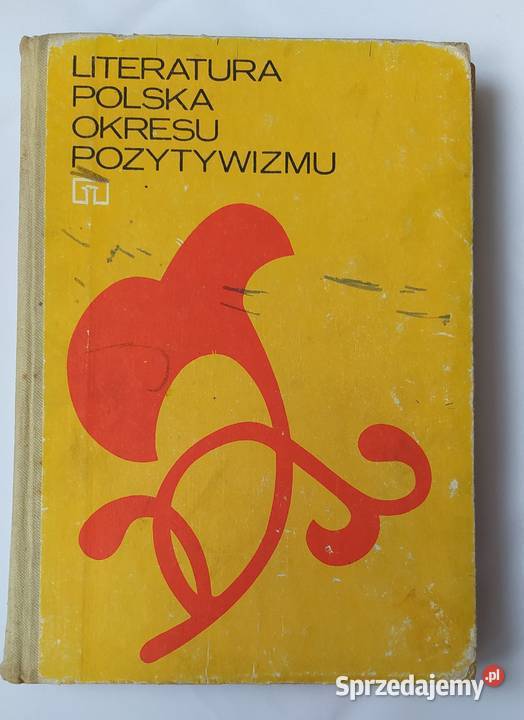 LITERATURA
POLSKA
OKRESU
POZYTYWIZMU
Sprzedajemy.pl